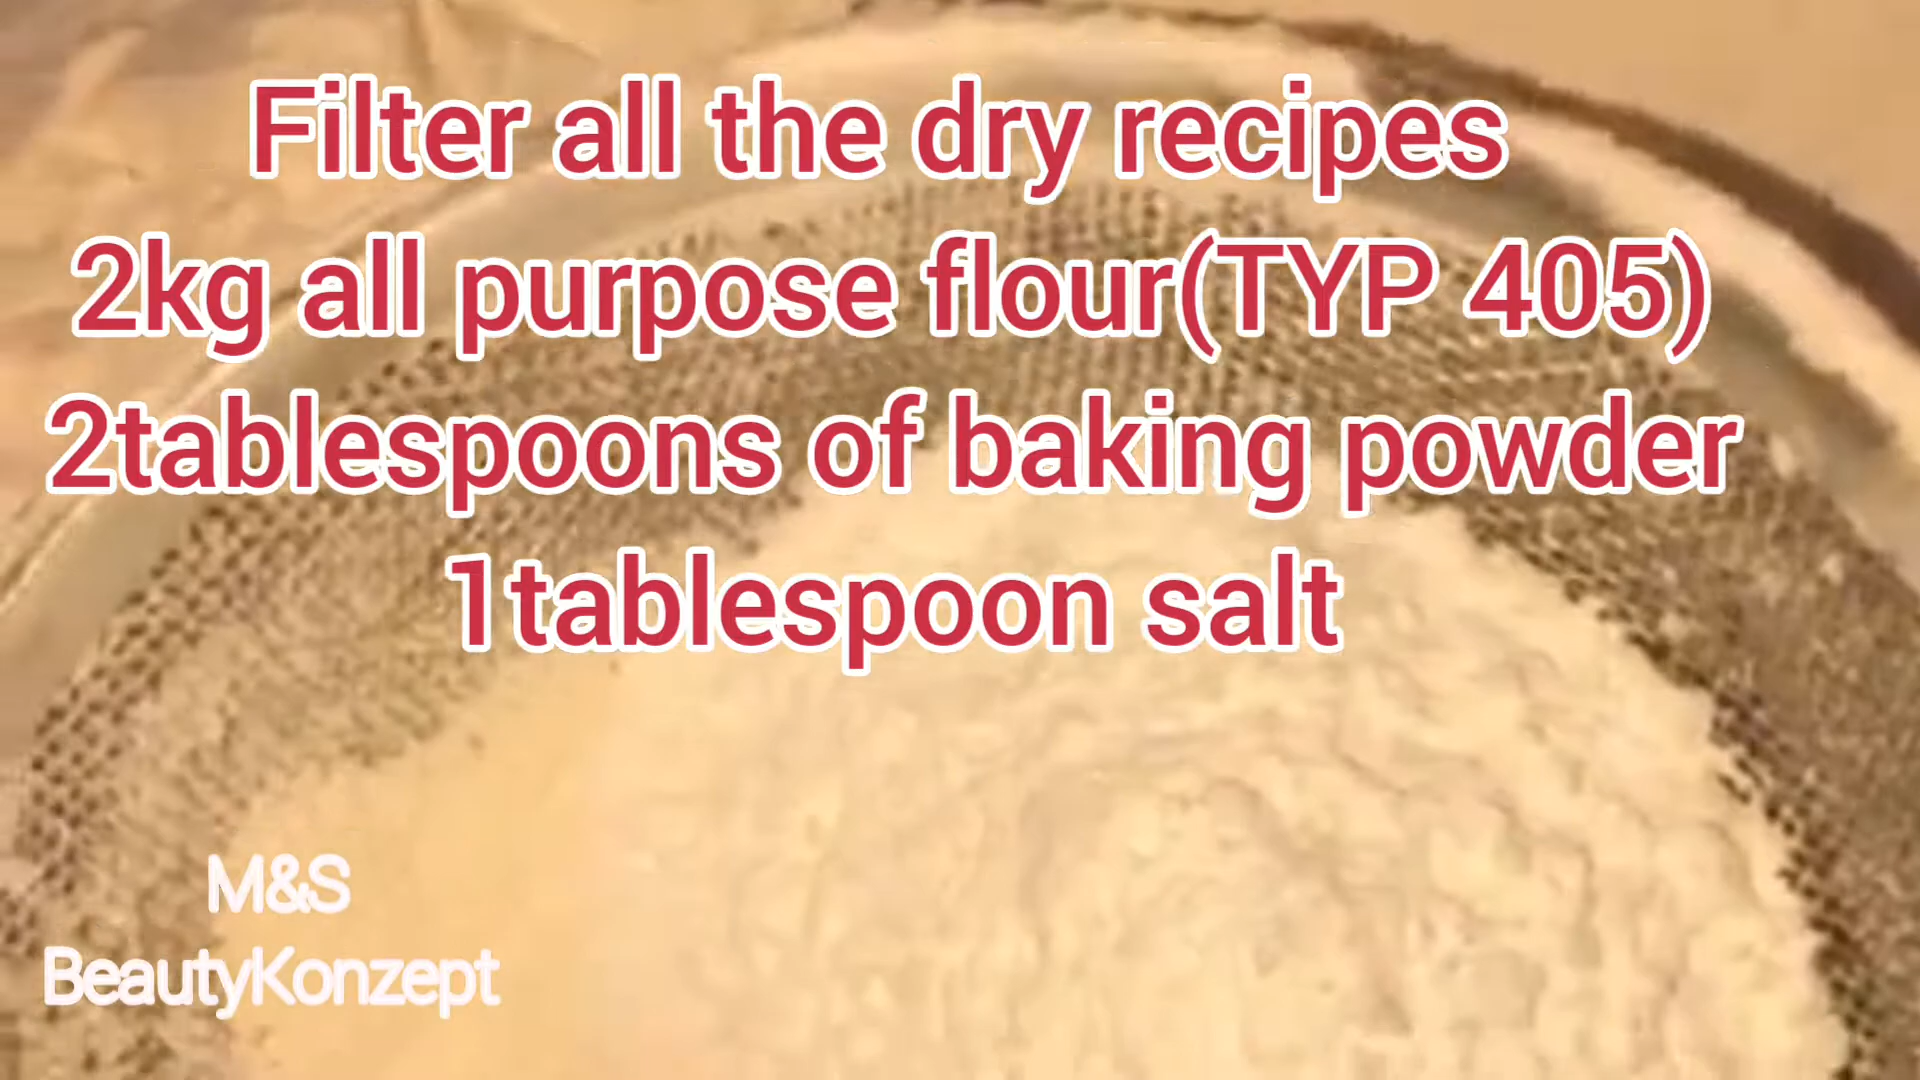 Filter all the dry recipes
2kg all purpose flour(TYP 405)
2tablespoons of baking powder
1tablespoon salt
M&S
BeautyKonzept